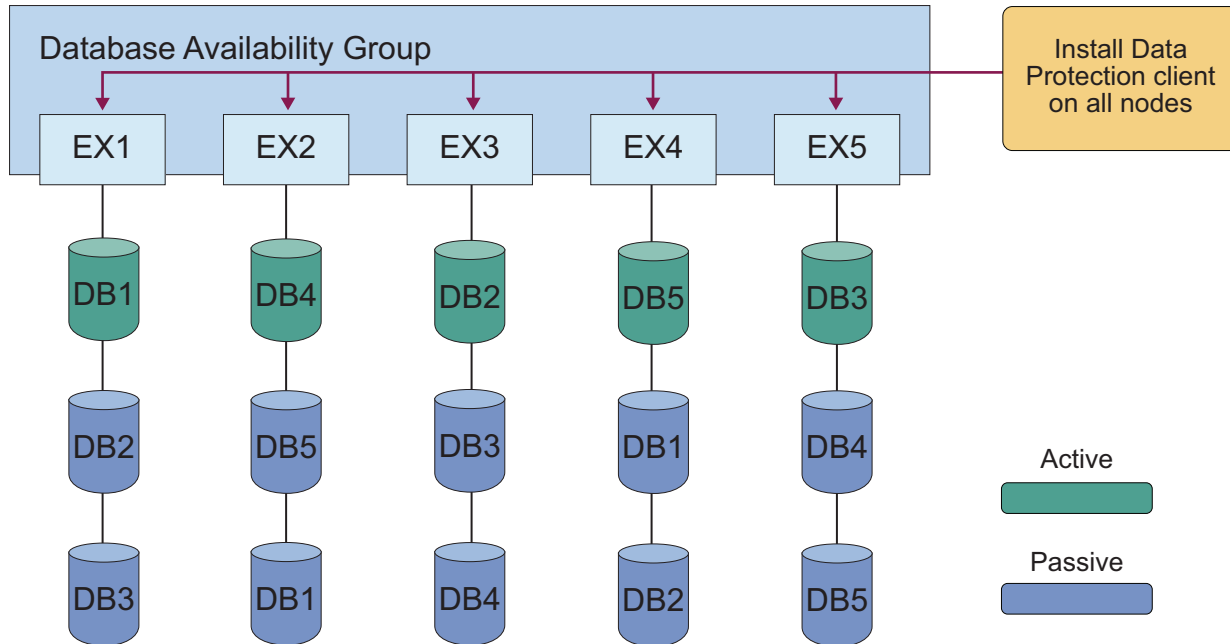 Database Availability Group
Install Data
Protection client
on all nodes
EX1
EX2
EX3
EX4
EX5
DB1
DB4
DB2
DB5
DB3
DB2
DB5
DB3
DB1
DB4
Active
DB3
DB1
DB4
DB2
DB5
Passive